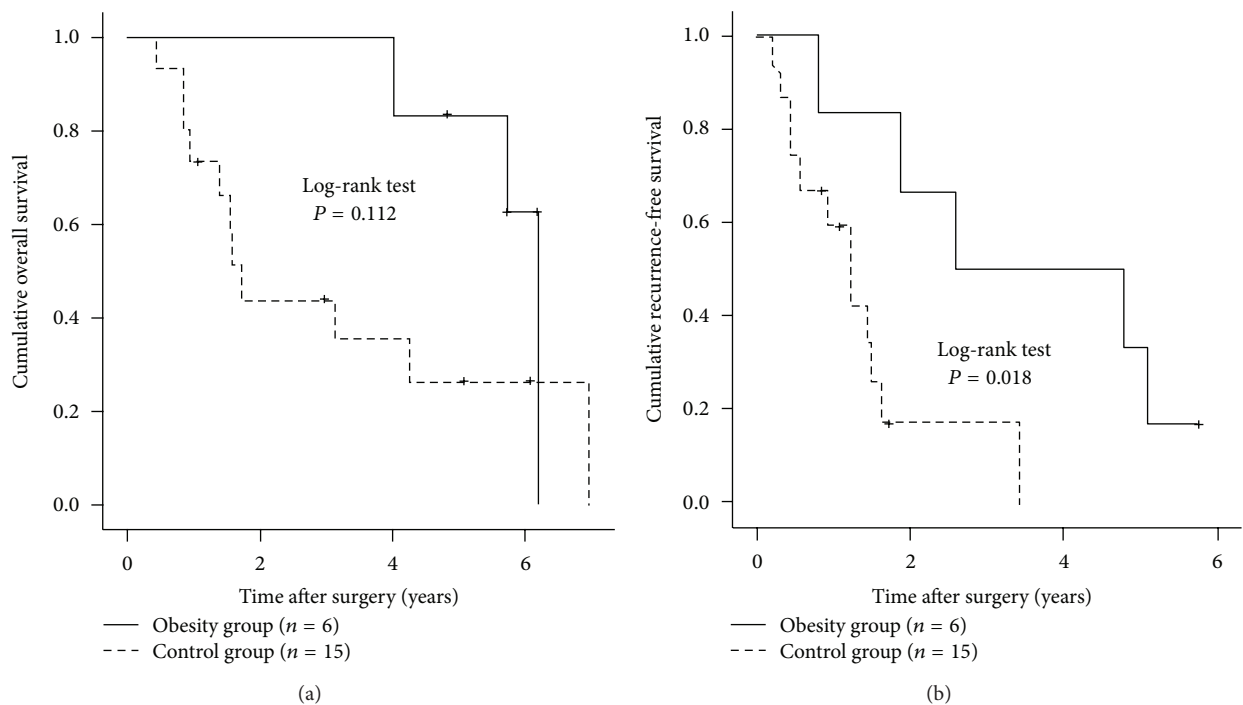 Cumulative overall survival
1.0
0.8
0.6
0.4
0.2
0.0
Log-rank test
P = 0.112
0 2 4 6
Time after surgery (years)
Obesity group (n = 6)
Control group (n = 15)
(a)
Cumulative recurrence-free survival
1.0
0.8
0.6
0.4
0.2
0.0
Log-rank test
P = 0.018
0 2 4 6
Time after surgery (years)
Obesity group (n = 6)
Control group (n = 15)
(b)